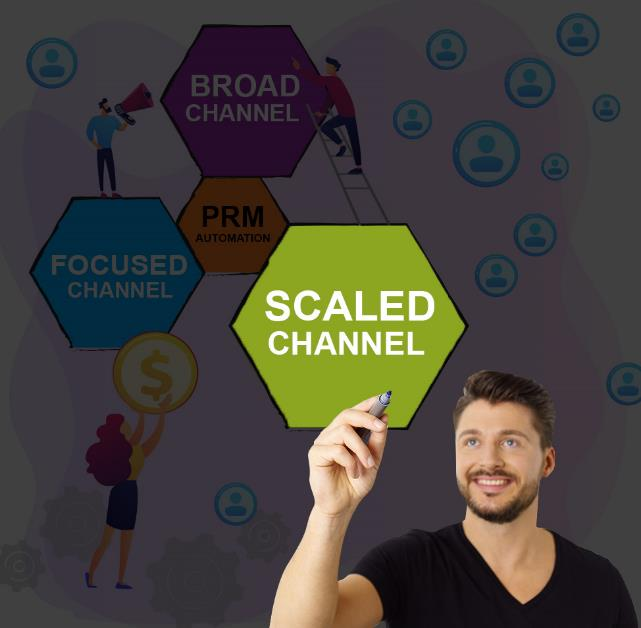 BROAD
CHANNEL
PRM
AUTOMATION
FOCUSED
CHANNEL
SCALED
CHANNEL
$